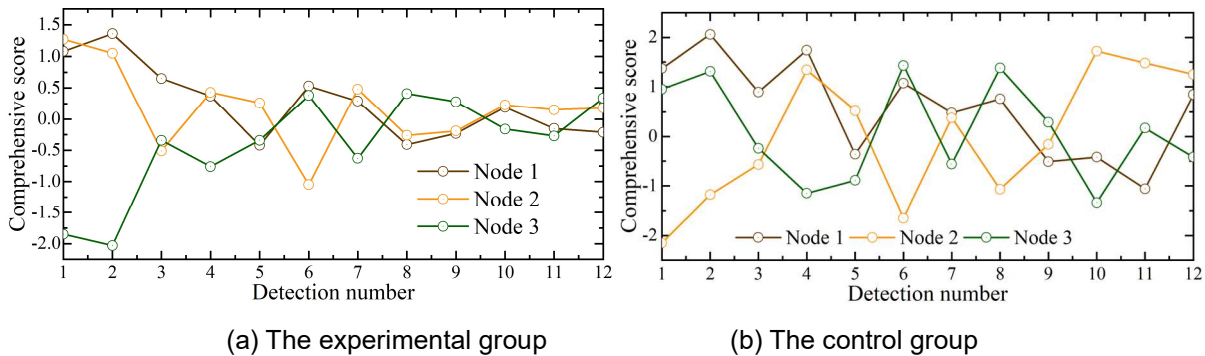 Comprehensive score
1.5
1.0
0.5
0.0
-0.5
-1.0
-1.5
-2.0
Node 1
Node 2
Node 3
1 2 3 4 5 6 7 8 9 10 11 12
Detection number
(a) The experimental group
Comprehensive score
2
1
0
-1
-2
Node 1 Node 2 Node 3
1 2 3 4 5 6 7 8 9 10 11 12
Detection number
(b) The control group